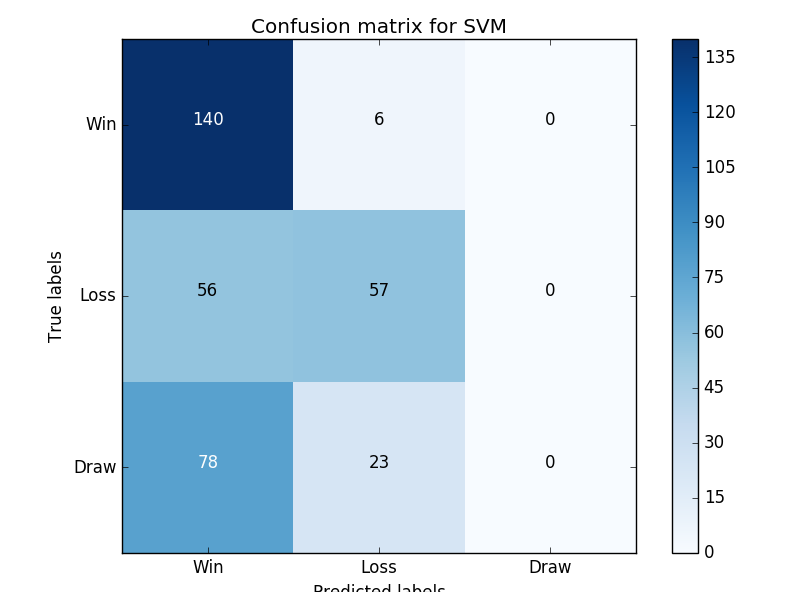 Confusion matrix for SVM
Win 140 6 0
Loss 56 57 0
Draw 78 23 0
Win Loss Draw
True labels
Predicted labels
135
120
105
90
75
60
45
30
15
0